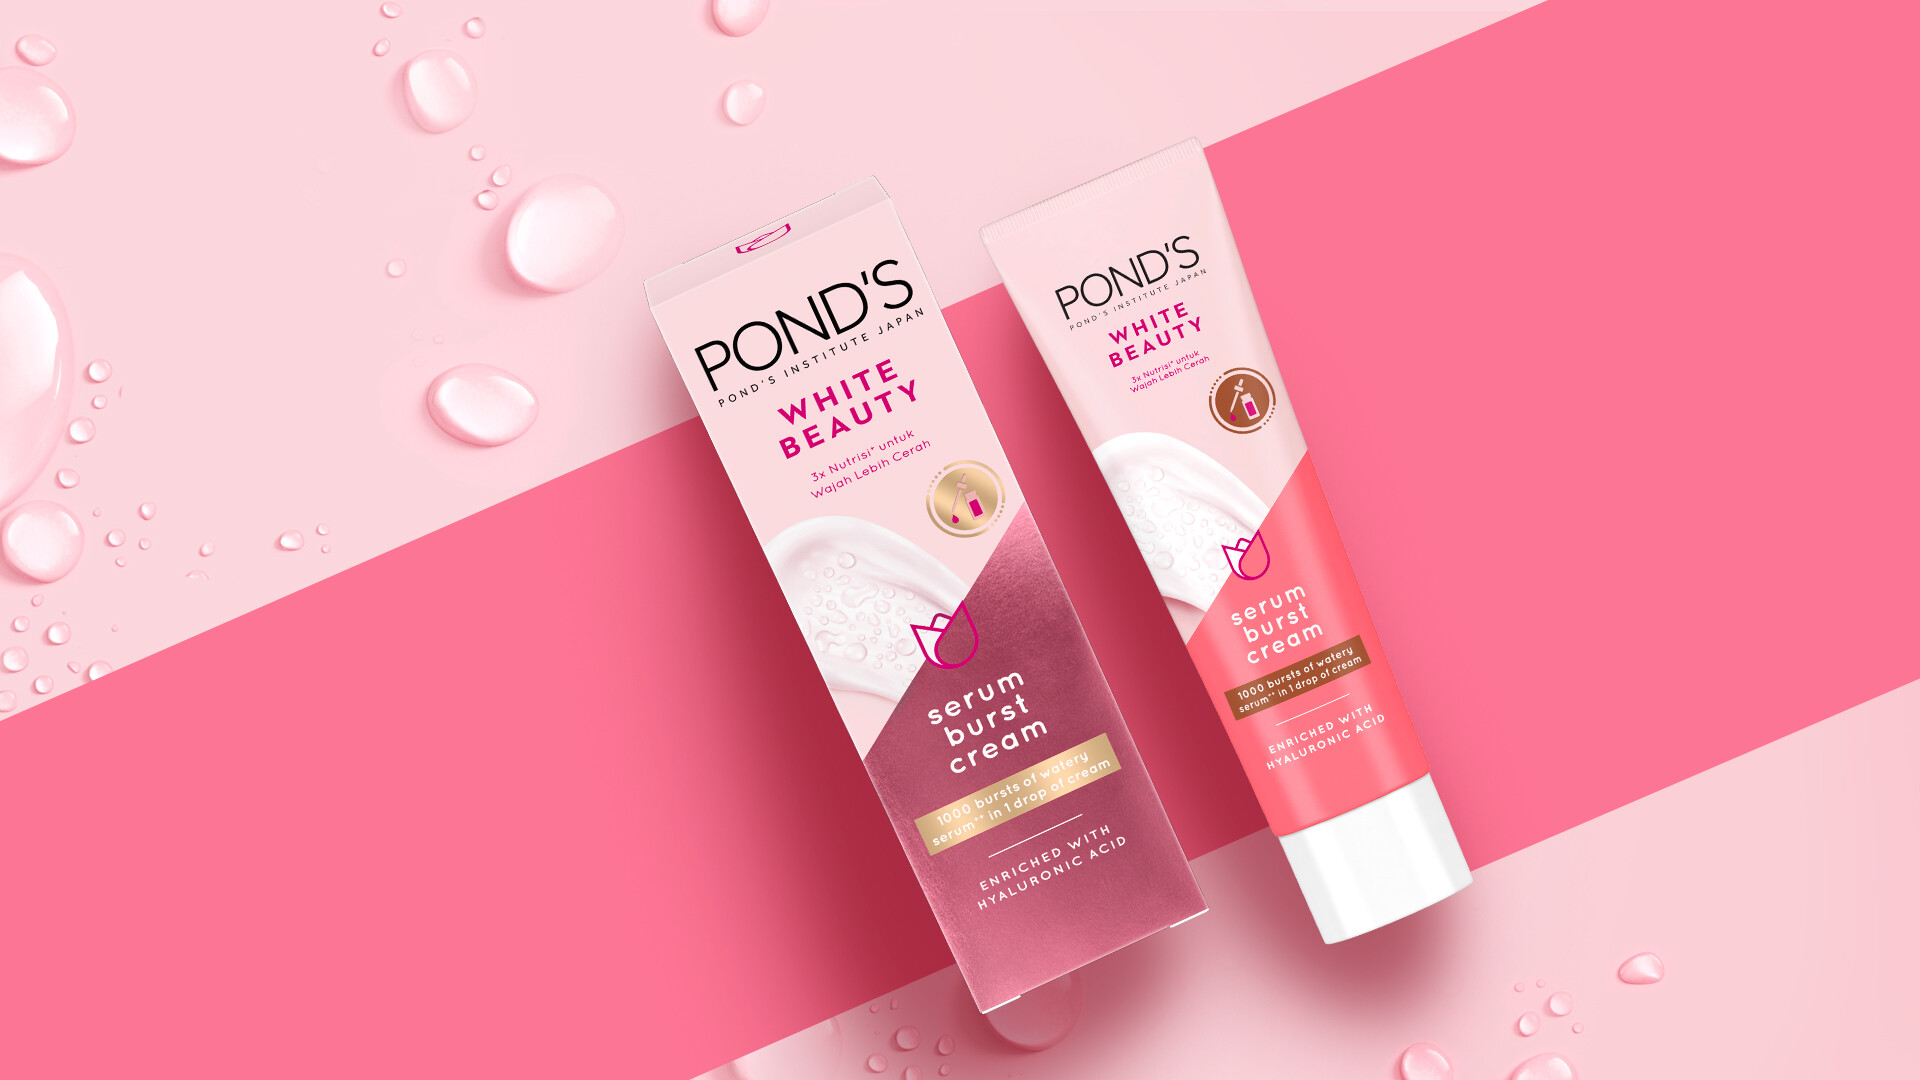 POND'S
POND'S INSTITUTE JAPAN
WHITE
BEAUTY
3x Nutrisi* untuk
Wajah Lebih Cerah
serum
burst
cream
1000 bursts of watery
serum** in 1 drop of cream
ENRICHED WITH
HYALURONIC ACID
POND'S
POND'S INSTITUTE JAPAN
WHITE
BEAUTY
3x Nutrisi* untuk
Wajah Lebih Cerah
serum
burst
cream
1000 bursts of watery
serum** in 1 drop of cream
ENRICHED WITH
HYALURONIC ACID